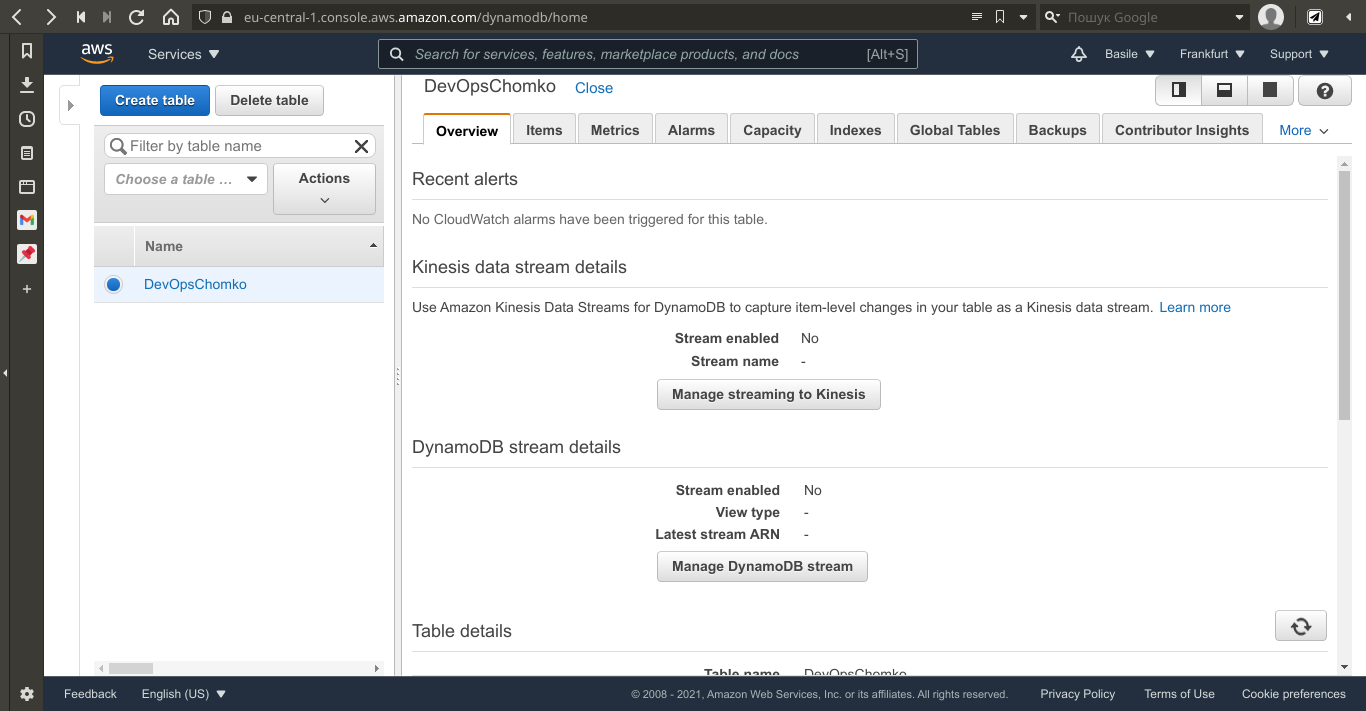 eu-central-1.console.aws.amazon.com/dynamodb/home
Пошук Google
aws
Services
Search for services, features, marketplace products, and docs [Alt+S]
Basile
Frankfurt
Support
Create table
Delete table
Filter by table name
Choose a table ...
Actions
Name
DevOpsChomko
DevOpsChomko Close
Overview
Items
Metrics
Alarms
Capacity
Indexes
Global Tables
Backups
Contributor Insights
More
Recent alerts
No CloudWatch alarms have been triggered for this table.
Kinesis data stream details
Use Amazon Kinesis Data Streams for DynamoDB to capture item-level changes in your table as a Kinesis data stream. Learn more
Stream enabled No
Stream name -
Manage streaming to Kinesis
DynamoDB stream details
Stream enabled No
View type -
Latest stream ARN -
Manage DynamoDB stream
Table details
Table name DevOpsChomko
Feedback
English (US)
© 2008 - 2021, Amazon Web Services, Inc. or its affiliates. All rights reserved.
Privacy Policy
Terms of Use
Cookie preferences